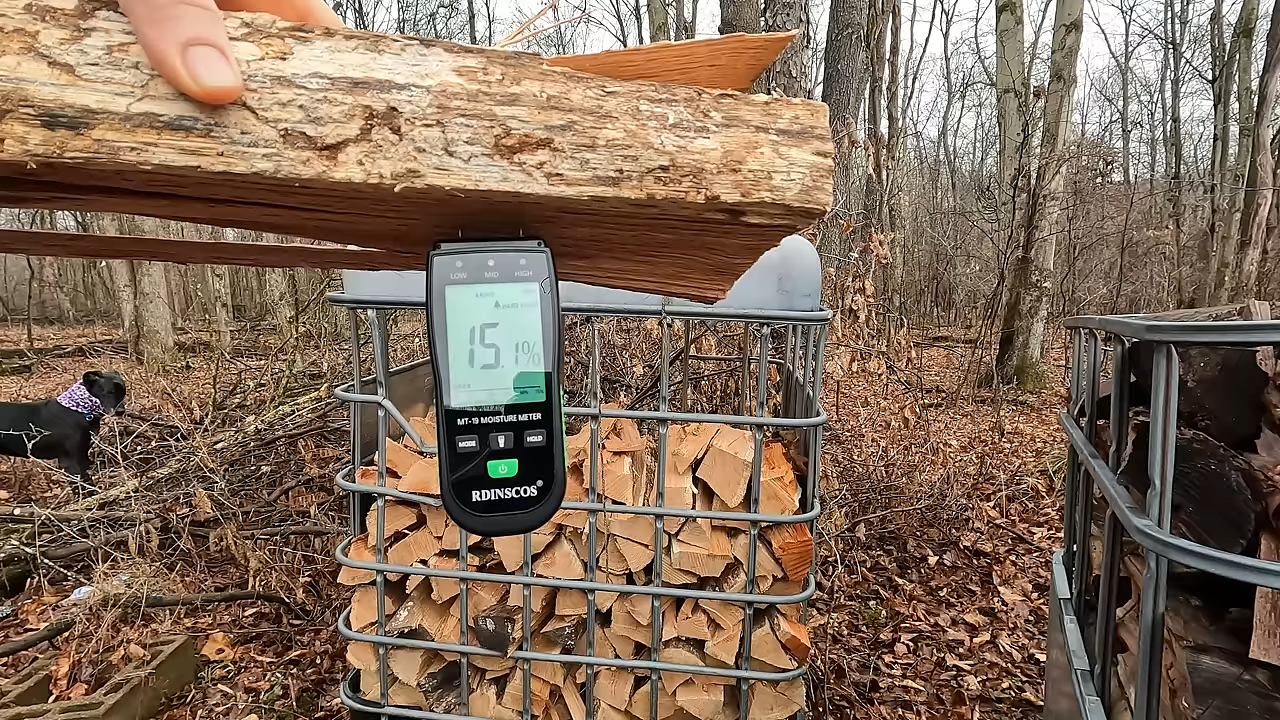 LOW MID HIGH
15.1%
MT-19 MOISTURE METER
MODE HOLD
RDINSCOS®